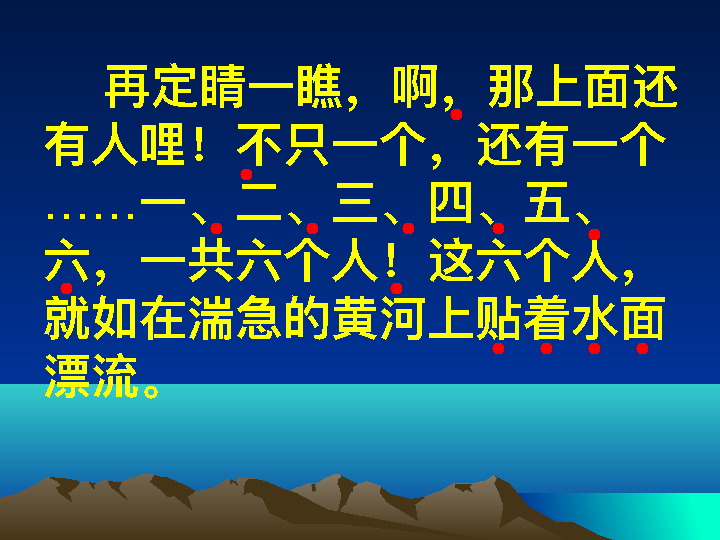 再定睛一瞧，啊，那上面还
有人哩！不只一个，还有一个
……一、二、三、四、五、
六，一共六个人！这六个人，
就如在湍急的黄河上贴着水面
漂流。